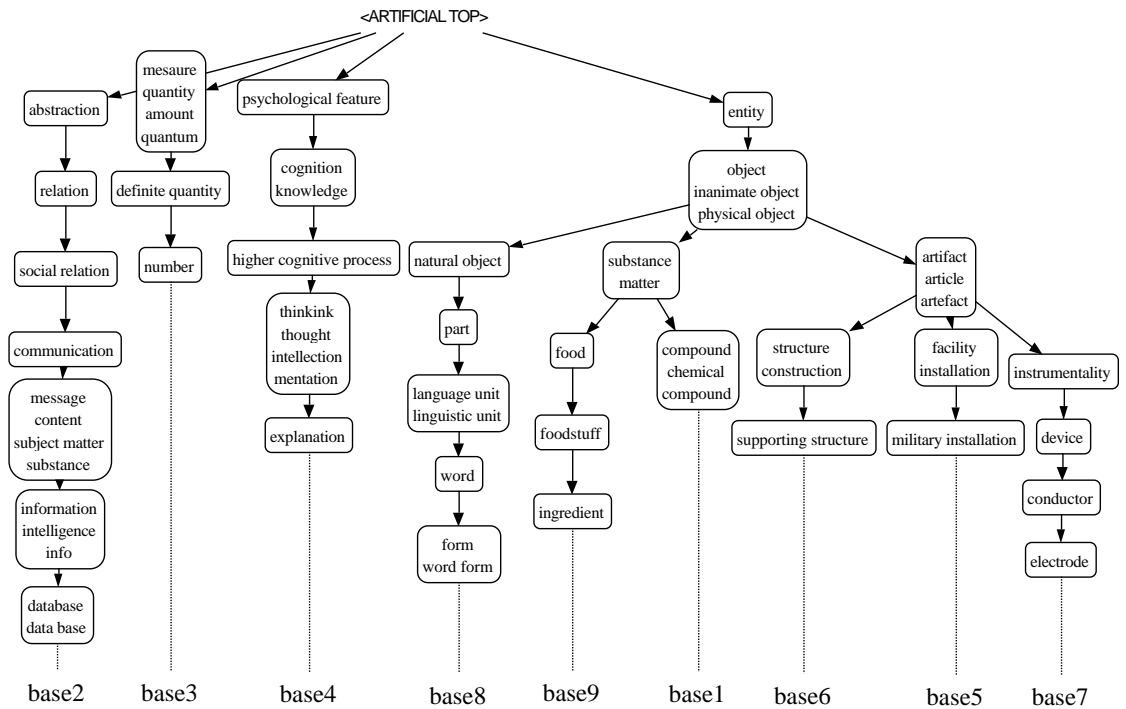 <ARTIFICIAL TOP>
mesaure
quantity
amount
quantum
abstraction
psychological feature
entity
cognition
knowledge
object
inanimate object
physical object
relation
definite quantity
social relation
number
higher cognitive process
natural object
substance
matter
artifact
article
artefact
communication
thinkink
thought
intellection
mentation
part
food
compound
chemical
compound
structure
construction
facility
installation
instrumentality
message
content
subject matter
substance
explanation
language unit
linguistic unit
foodstuff
supporting structure
military installation
device
word
information
intelligence
info
form
word form
ingredient
conductor
electrode
database
data base
base2
base3
base4
base8
base9
base1
base6
base5
base7